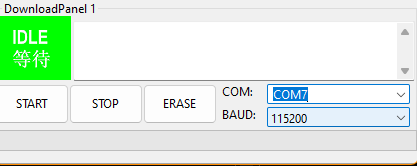 DownloadPanel 1
IDLE
等待
START STOP ERASE COM: COM7
BAUD: 115200